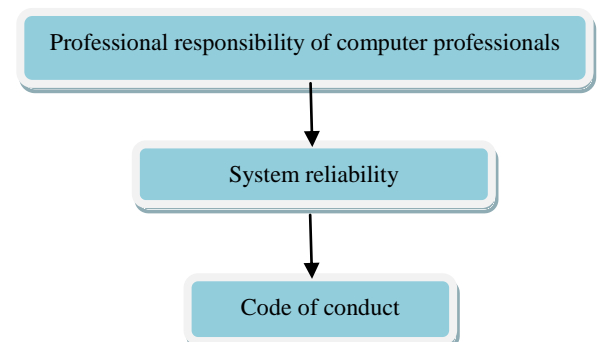 Professional responsibility of computer professionals
System reliability
Code of conduct